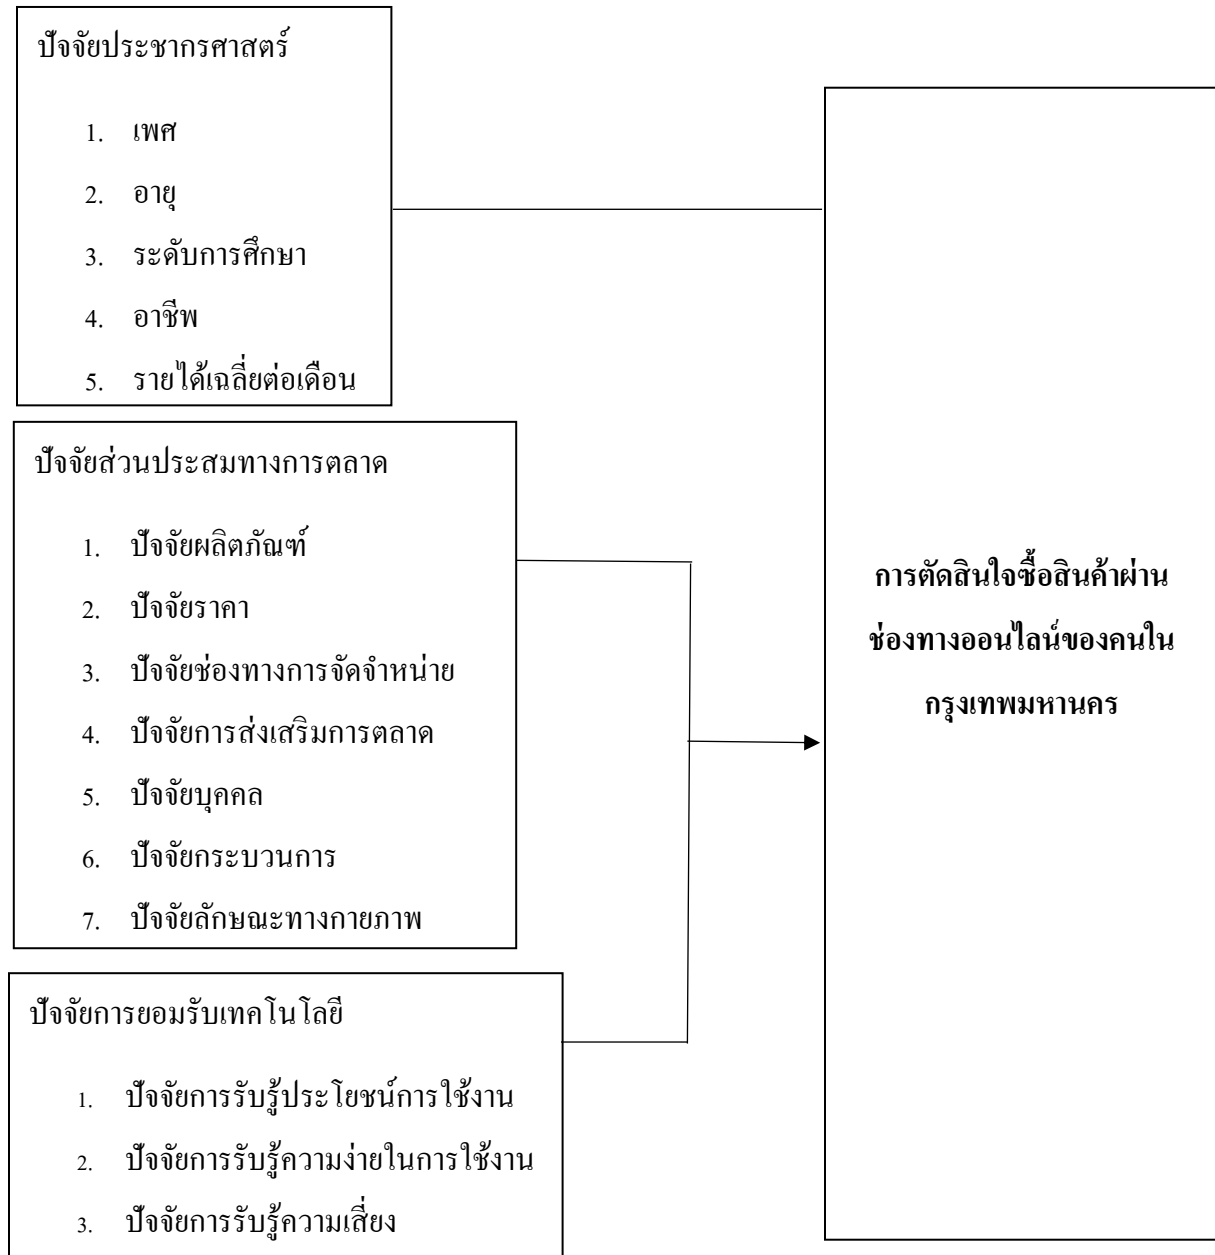 ปัจจัยประชากรศาสตร์
1. เพศ
2. อายุ
3. ระดับการศึกษา
4. อาชีพ
5. รายได้เฉลี่ยต่อเดือน
ปัจจัยส่วนประสมทางการตลาด
1. ปัจจัยผลิตภัณฑ์
2. ปัจจัยราคา
3. ปัจจัยช่องทางการจัดจำหน่าย
4. ปัจจัยการส่งเสริมการตลาด
5. ปัจจัยบุคคล
6. ปัจจัยกระบวนการ
7. ปัจจัยลักษณะทางกายภาพ
ปัจจัยการยอมรับเทคโนโลยี
1. ปัจจัยการรับรู้ประโยชน์การใช้งาน
2. ปัจจัยการรับรู้ความง่ายในการใช้งาน
3. ปัจจัยการรับรู้ความเสี่ยง
การตัดสินใจซื้อสินค้าผ่าน
ช่องทางออนไลน์ของคนใน
กรุงเทพมหานคร